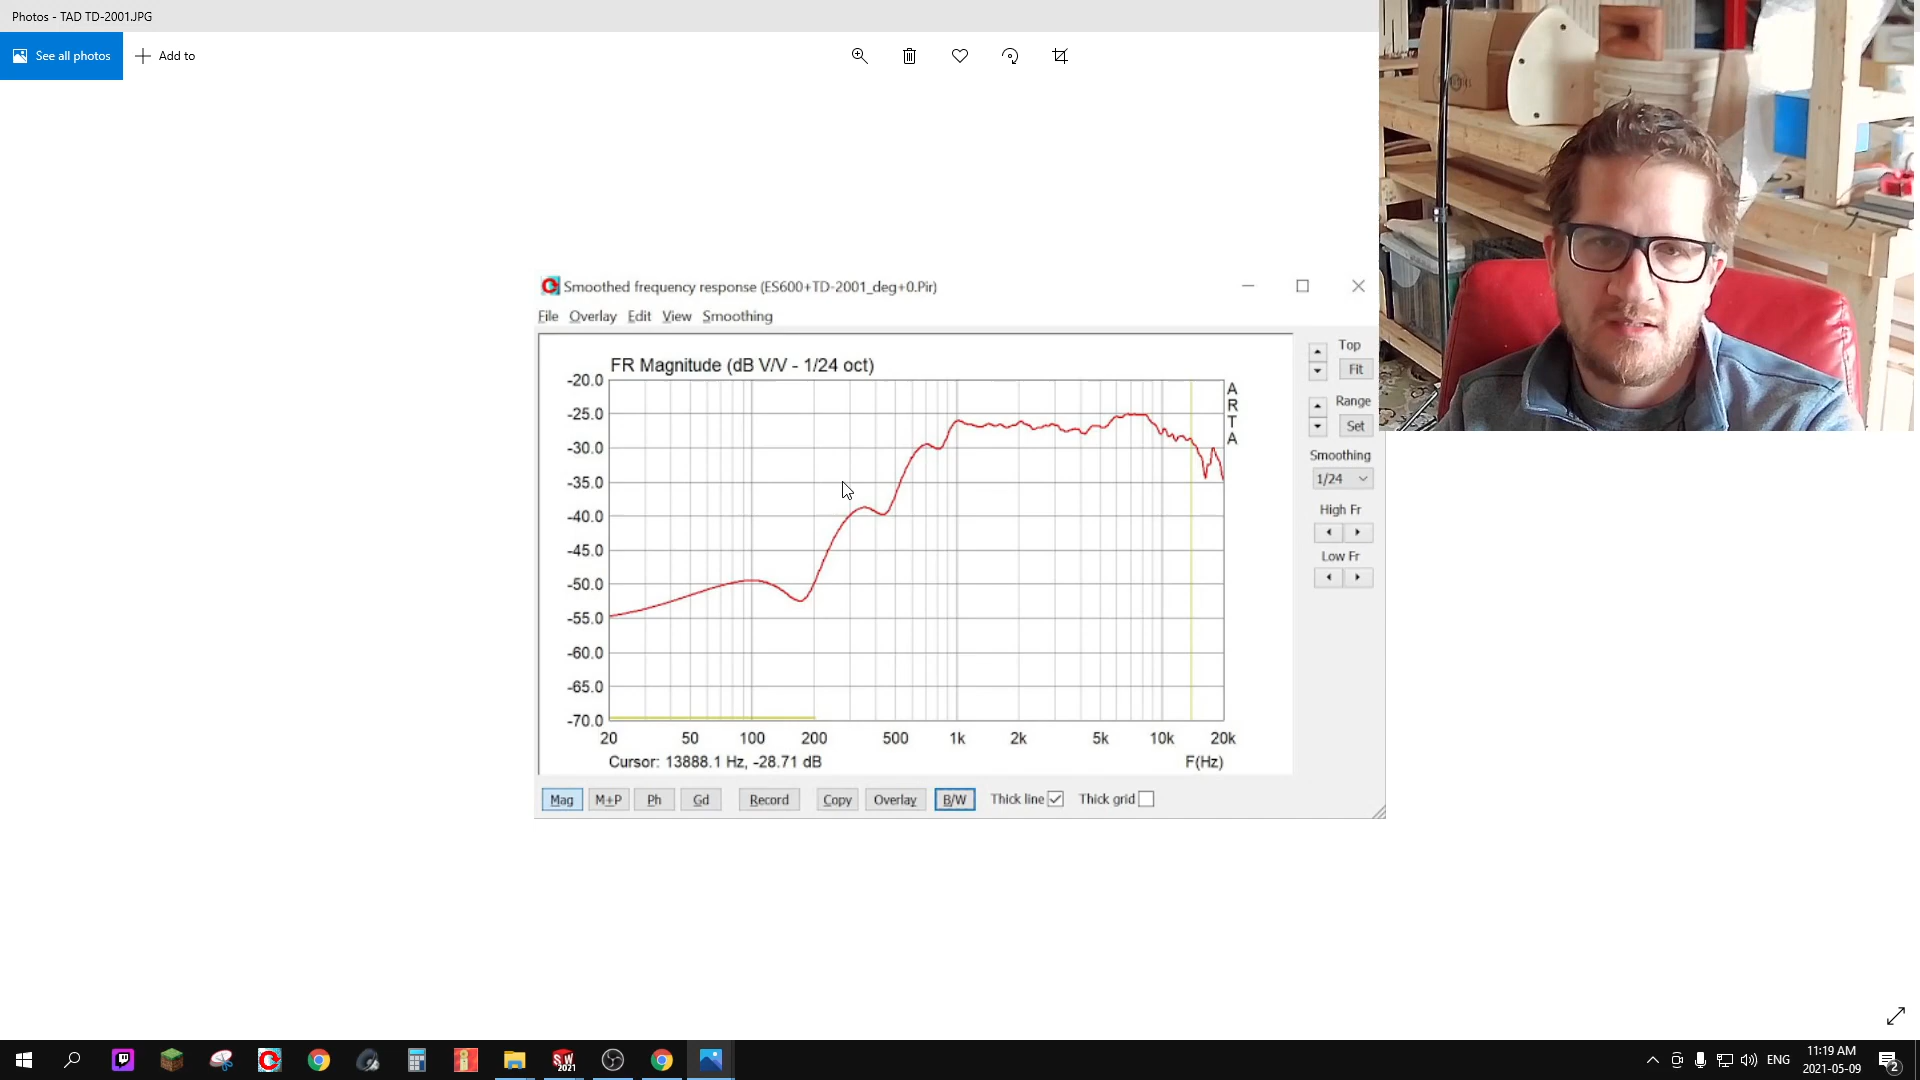 Photos - TAD TD-2001.JPG
See all photos
Add to
Smoothed frequency response (ES600+TD-2001_deg+0.Pir)
File Overlay Edit View Smoothing
FR Magnitude (dB V/V - 1/24 oct)
-20.0
-25.0
-30.0
-35.0
-40.0
-45.0
-50.0
-55.0
-60.0
-65.0
-70.0
20 50 100 200 500 1k 2k 5k 10k 20k
Cursor: 13888.1 Hz, -28.71 dB
F(Hz)
A
R
T
A
Top
Fit
Range
Set
Smoothing
1/24
High Fr
Low Fr
Mag M+P Ph Gd Record Copy Overlay B/W Thick line Thick grid
SW
2021
ENG
11:19 AM
2021-05-09
2